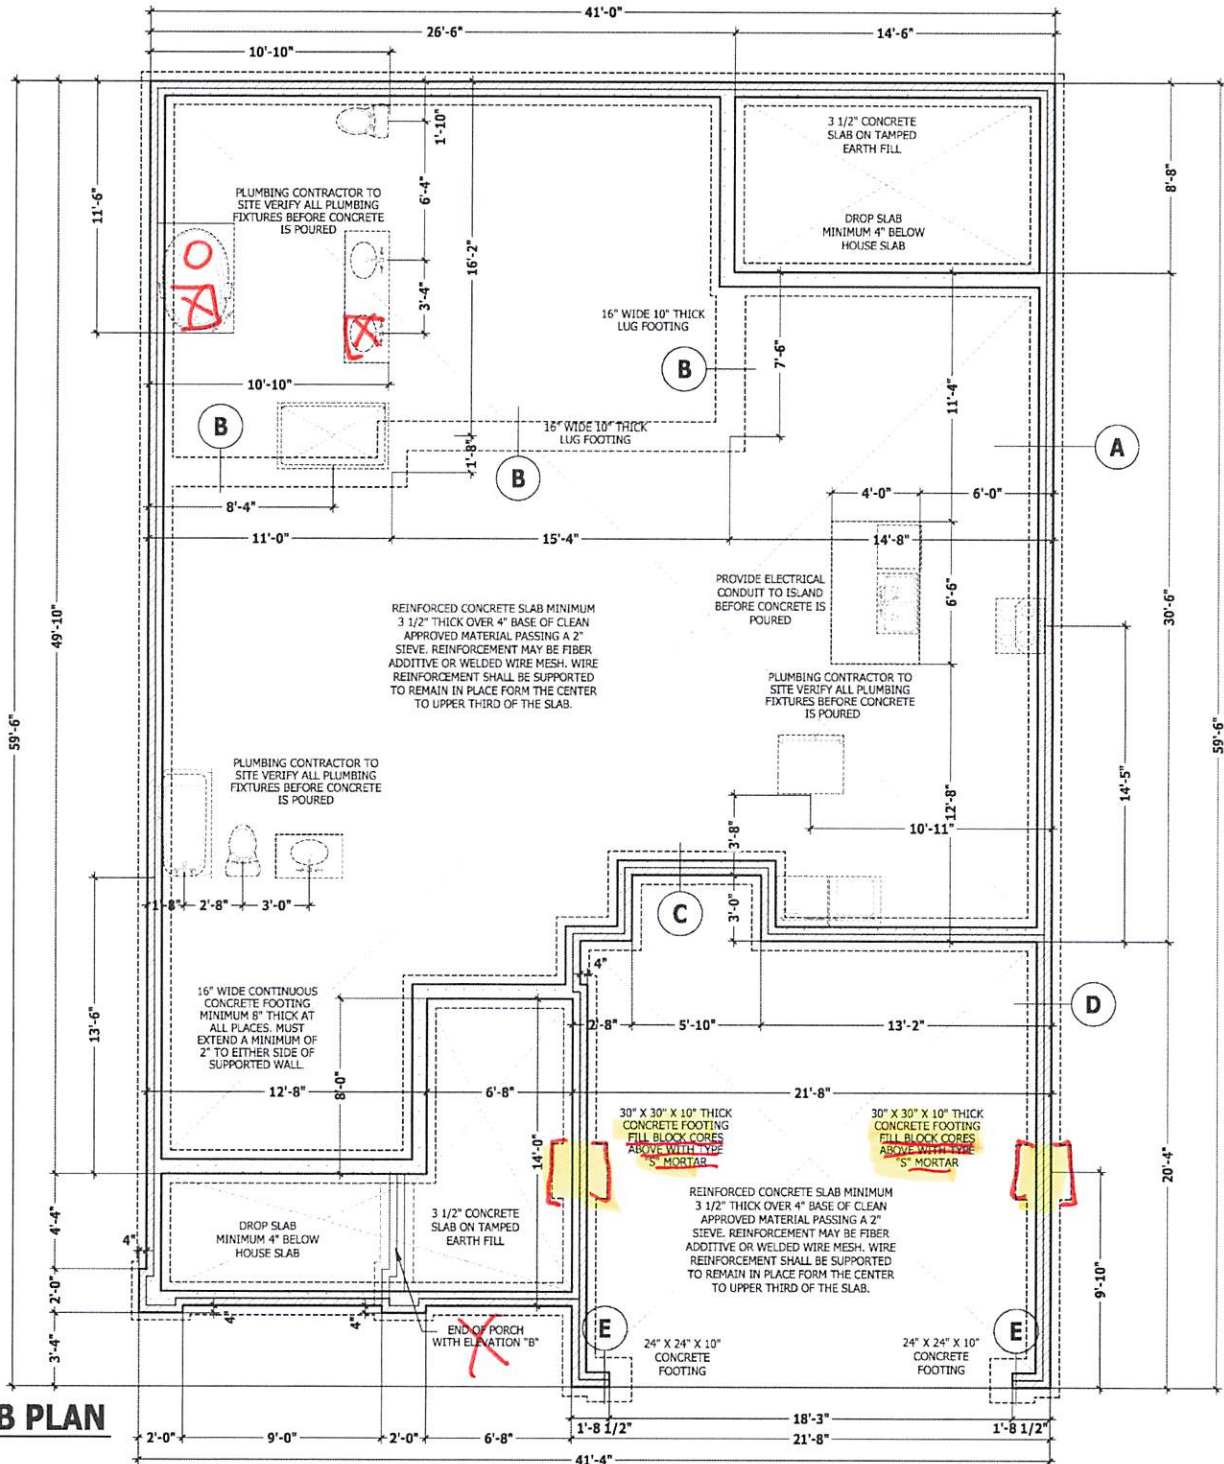 41'-0"
26'-6"
14'-6"
10'-10"
1'-10"
3 1/2" CONCRETE
SLAB ON TAMPED
EARTH FILL
DROP SLAB
MINIMUM 4" BELOW
HOUSE SLAB
8'-8"
11'-6"
PLUMBING CONTRACTOR TO
SITE VERIFY ALL PLUMBING
FIXTURES BEFORE CONCRETE
IS POURED
6'-4"
16'-2"
3'-4"
16" WIDE 10" THICK
LUG FOOTING
B
7'-6"
11'-4"
10'-10"
B
16" WIDE 10" THICK
LUG FOOTING
B
1'-8"
A
8'-4"
4'-0"
6'-0"
11'-0"
15'-4"
14'-8"
PROVIDE ELECTRICAL
CONDUIT TO ISLAND
BEFORE CONCRETE IS
POURED
6'-6"
30'-6"
49'-10"
REINFORCED CONCRETE SLAB MINIMUM
3 1/2" THICK OVER 4" BASE OF CLEAN
APPROVED MATERIAL PASSING A 2"
SIEVE. REINFORCEMENT MAY BE FIBER
ADDITIVE OR WELDED WIRE MESH. WIRE
REINFORCEMENT SHALL BE SUPPORTED
TO REMAIN IN PLACE FORM THE CENTER
TO UPPER THIRD OF THE SLAB.
PLUMBING CONTRACTOR TO
SITE VERIFY ALL PLUMBING
FIXTURES BEFORE CONCRETE
IS POURED
59'-6"
59'-6"
PLUMBING CONTRACTOR TO
SITE VERIFY ALL PLUMBING
FIXTURES BEFORE CONCRETE
IS POURED
14'-5"
12'-8"
3'-8"
10'-11"
1'-8"
2'-8"
3'-0"
C
3'-0"
4"
16" WIDE CONTINUOUS
CONCRETE FOOTING
MINIMUM 8" THICK AT
ALL PLACES. MUST
EXTEND A MINIMUM OF
2" TO EITHER SIDE OF
SUPPORTED WALL.
13'-6"
D
2'-8"
5'-10"
13'-2"
8'-0"
12'-8"
6'-8"
21'-8"
14'-0"
30" X 30" X 10" THICK
CONCRETE FOOTING
FILL BLOCK CORES
ABOVE WITH TYPE
"S" MORTAR
30" X 30" X 10" THICK
CONCRETE FOOTING
FILL BLOCK CORES
ABOVE WITH TYPE
"S" MORTAR
20'-4"
REINFORCED CONCRETE SLAB MINIMUM
3 1/2" THICK OVER 4" BASE OF CLEAN
APPROVED MATERIAL PASSING A 2"
SIEVE. REINFORCEMENT MAY BE FIBER
ADDITIVE OR WELDED WIRE MESH. WIRE
REINFORCEMENT SHALL BE SUPPORTED
TO REMAIN IN PLACE FORM THE CENTER
TO UPPER THIRD OF THE SLAB.
DROP SLAB
MINIMUM 4" BELOW
HOUSE SLAB
3 1/2" CONCRETE
SLAB ON TAMPED
EARTH FILL
4'-4"
4"
2'-0"
9'-10"
4"
4"
3'-4"
END OF PORCH
WITH ELEVATION "B"
E
E
24" X 24" X 10"
CONCRETE
FOOTING
24" X 24" X 10"
CONCRETE
FOOTING
B PLAN
1'-8 1/2"
18'-3"
1'-8 1/2"
2'-0"
9'-0"
2'-0"
6'-8"
21'-8"
41'-4"